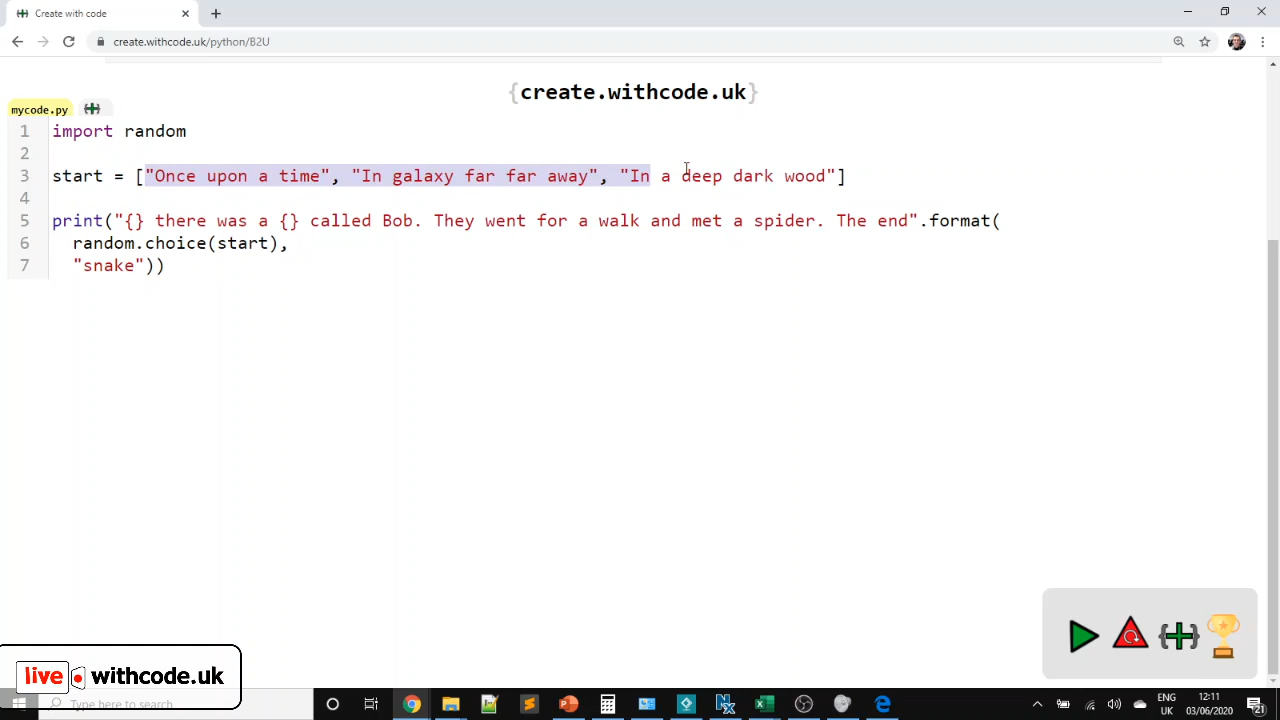 Create with code
create.withcode.uk/python/B2U
{create.withcode.uk}
mycode.py
1 import random
2
3 start = ["Once upon a time", "In galaxy far far away", "In a deep dark wood"]
4
5 print("{} there was a {} called Bob. They went for a walk and met a spider. The end".format(
6 random.choice(start),
7 "snake"))
live withcode.uk
Type here to search
ENG
UK
12:11
03/06/2020
21